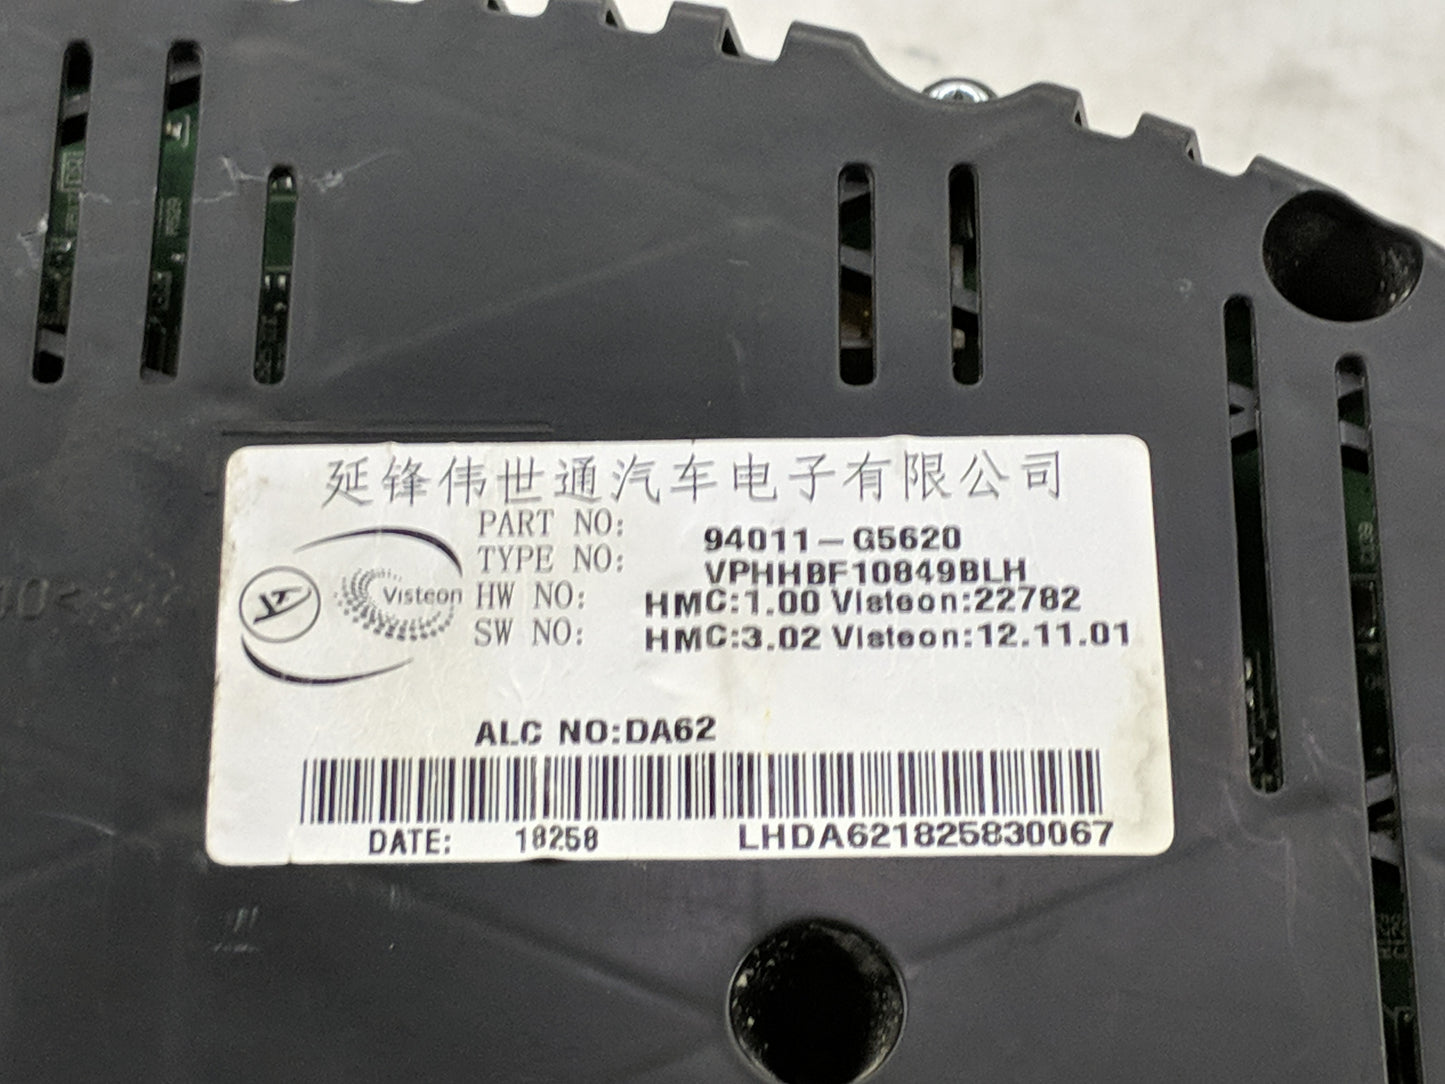 延锋伟世通汽车电子有限公司
PART NO: 94011-G5620
TYPE NO: VPHHBF10849BLH
Visteon
HW NO: HMC:1.00 Visteon:22782
SW NO: HMC:3.02 Visteon:12.11.01
ALC NO:DA62
DATE: 18258 LHDA621825830067